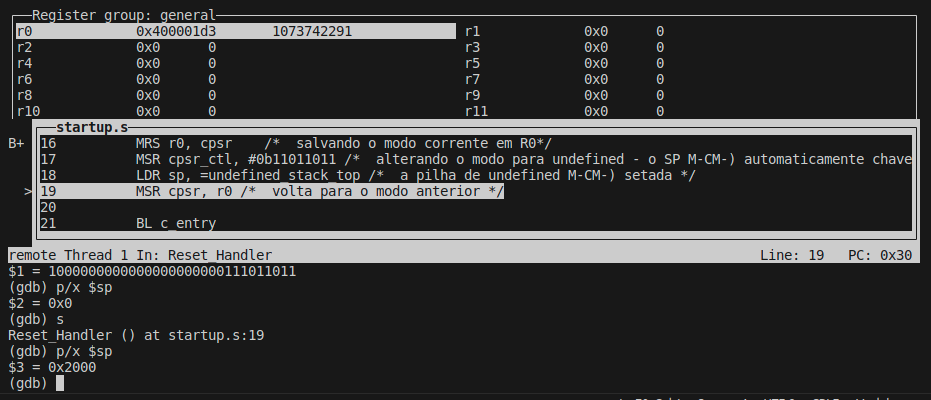 Register group: general
r0 0x400001d3 1073742291 r1 0x0 0
r2 0x0 0 r3 0x0 0
r4 0x0 0 r5 0x0 0
r6 0x0 0 r7 0x0 0
r8 0x0 0 r9 0x0 0
r10 0x0 0 r11 0x0 0
startup.s
B+ 16 MRS r0, cpsr /* salvando o modo corrente em R0*/
17 MSR cpsr_ctl, #0b11011011 /* alterando o modo para undefined - o SP M-CM-) automaticamente chave
18 LDR sp, =undefined_stack_top /* a pilha de undefined M-CM-) setada */
> 19 MSR cpsr, r0 /* volta para o modo anterior */
20
21 BL c_entry
remote Thread 1 In: Reset_Handler Line: 19 PC: 0x30
$1 = 1000000000000000000000111011011
(gdb) p/x $sp
$2 = 0x0
(gdb) s
Reset_Handler () at startup.s:19
(gdb) p/x $sp
$3 = 0x2000
(gdb)